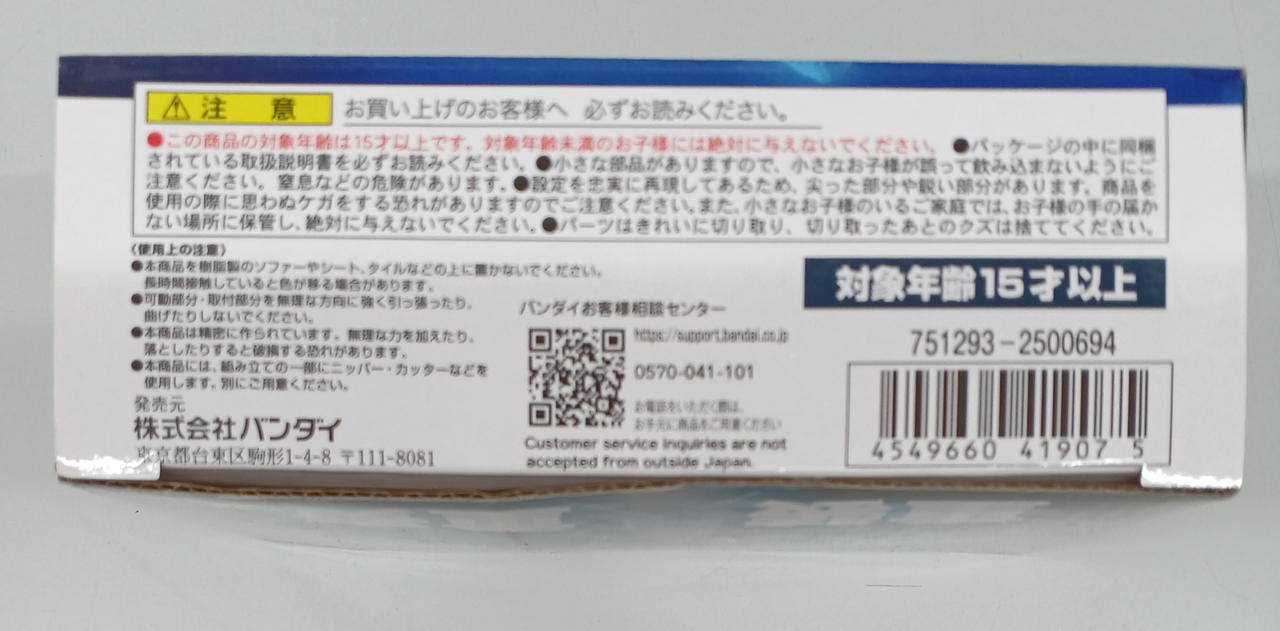 ⚠注 意 お買い上げのお客様へ 必ずお読みください。
●この商品の対象年齢は15才以上です。対象年齢未満のお子様には絶対に与えないでください。 ●パッケージの中に同梱
されている取扱説明書を必ずお読みください。●小さな部品がありますので、小さなお子様が誤って飲み込まないようにご
注意ください。窒息などの危険があります。●設定を忠実に再現してあるため、尖った部分や鋭い部分があります。商品を
使用の際に思わぬケガをする恐れがありますのでご注意ください。また、小さなお子様のいるご家庭では、お子様の手の届か
ない場所に保管し、絶対に与えないでください。●パーツはきれいに切り取り、切り取ったあとのクズは捨ててください。
〈使用上の注意〉
●本商品を樹脂製のソファーやシート、タイルなどの上に置かないでください。
長時間接触していると色が移る場合があります。
●可動部分・取付部分を無理な方向に強く引っ張ったり、
曲げたりしないでください。
●本商品は精密に作られています。無理な力を加えたり、
落としたりすると破損する恐れがあります。
●本商品には、組み立ての一部にニッパー・カッターなどを
使用します。別にご用意ください。
発売元
株式会社バンダイ
東京都台東区駒形1-4-8 〒111-8081
バンダイお客様相談センター
https://support.bandai.co.jp
0570-041-101
お電話をいただく際は、
お手元に商品をご用意ください
Customer service inquiries are not
accepted from outside Japan.
対象年齢15才以上
751293-2500694
4549660 41907 5